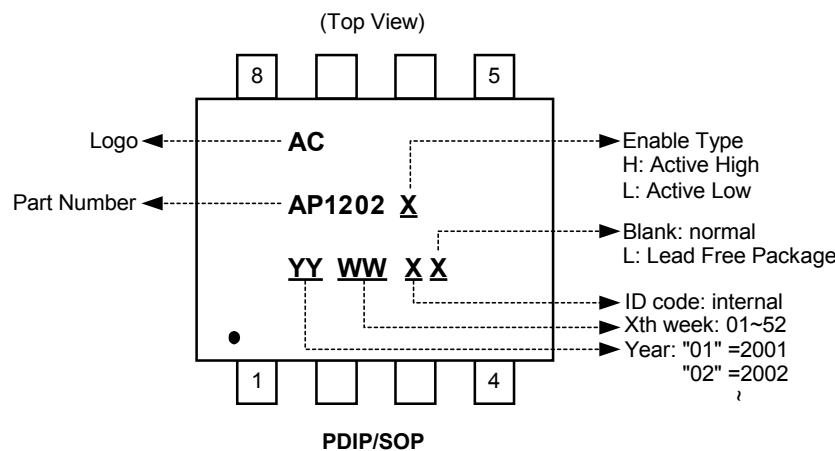 (Top View)
8
5
Logo
AC
Enable Type
H: Active High
L: Active Low
Part Number
AP1202 X
Blank: normal
L: Lead Free Package
YY WW X X
ID code: internal
Xth week: 01~52
Year: "01" =2001
"02" =2002
~
1
4
PDIP/SOP